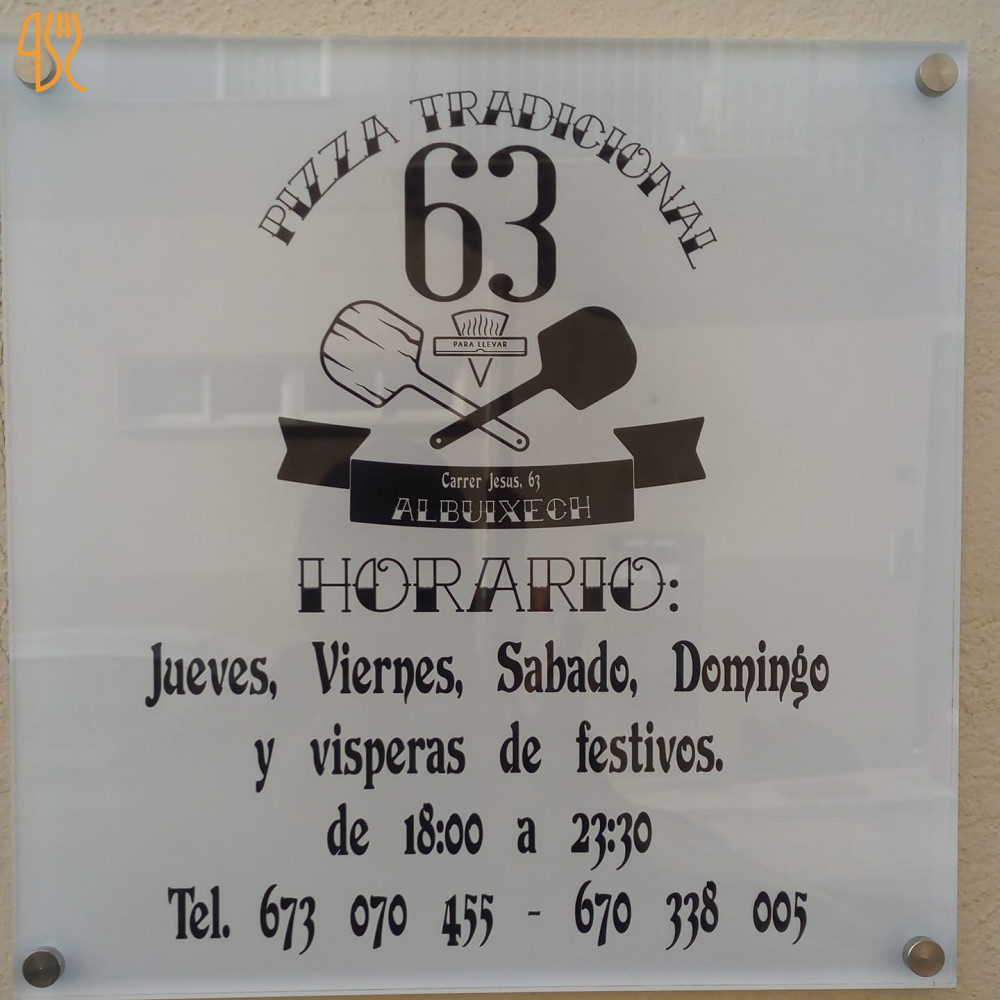 PIZZA TRADICIONAL
63
PARA LLEVAR
Carrer Jesus, 63
ALBUIXECH
HORARIO:
Jueves, Viernes, Sabado, Domingo
y visperas de festivos.
de 18:00 a 23:30
Tel. 673 070 455 - 670 338 005